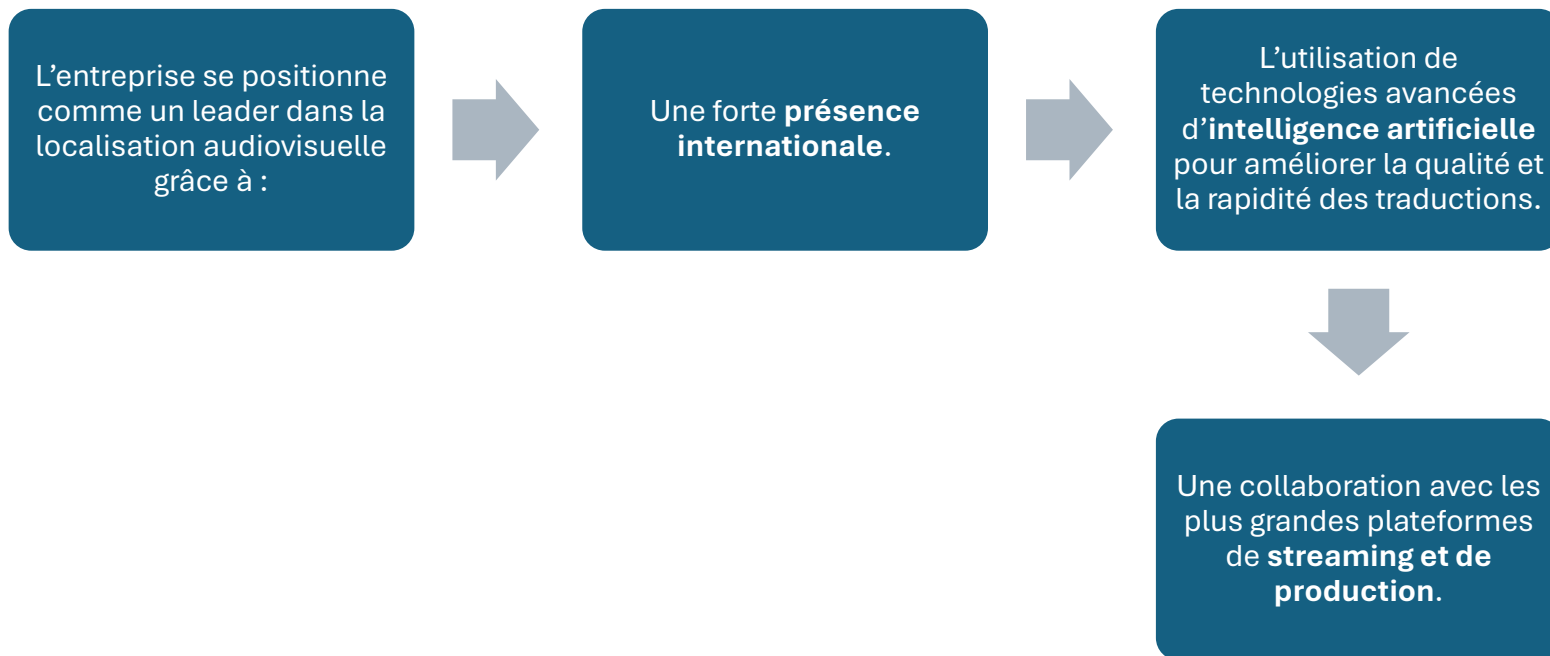 L’entreprise se positionne
comme un leader dans la
localisation audiovisuelle
grâce à :
Une forte présence
internationale.
L’utilisation de
technologies avancées
d’intelligence artificielle
pour améliorer la qualité et
la rapidité des traductions.
Une collaboration avec les
plus grandes plateformes
de streaming et de
production.